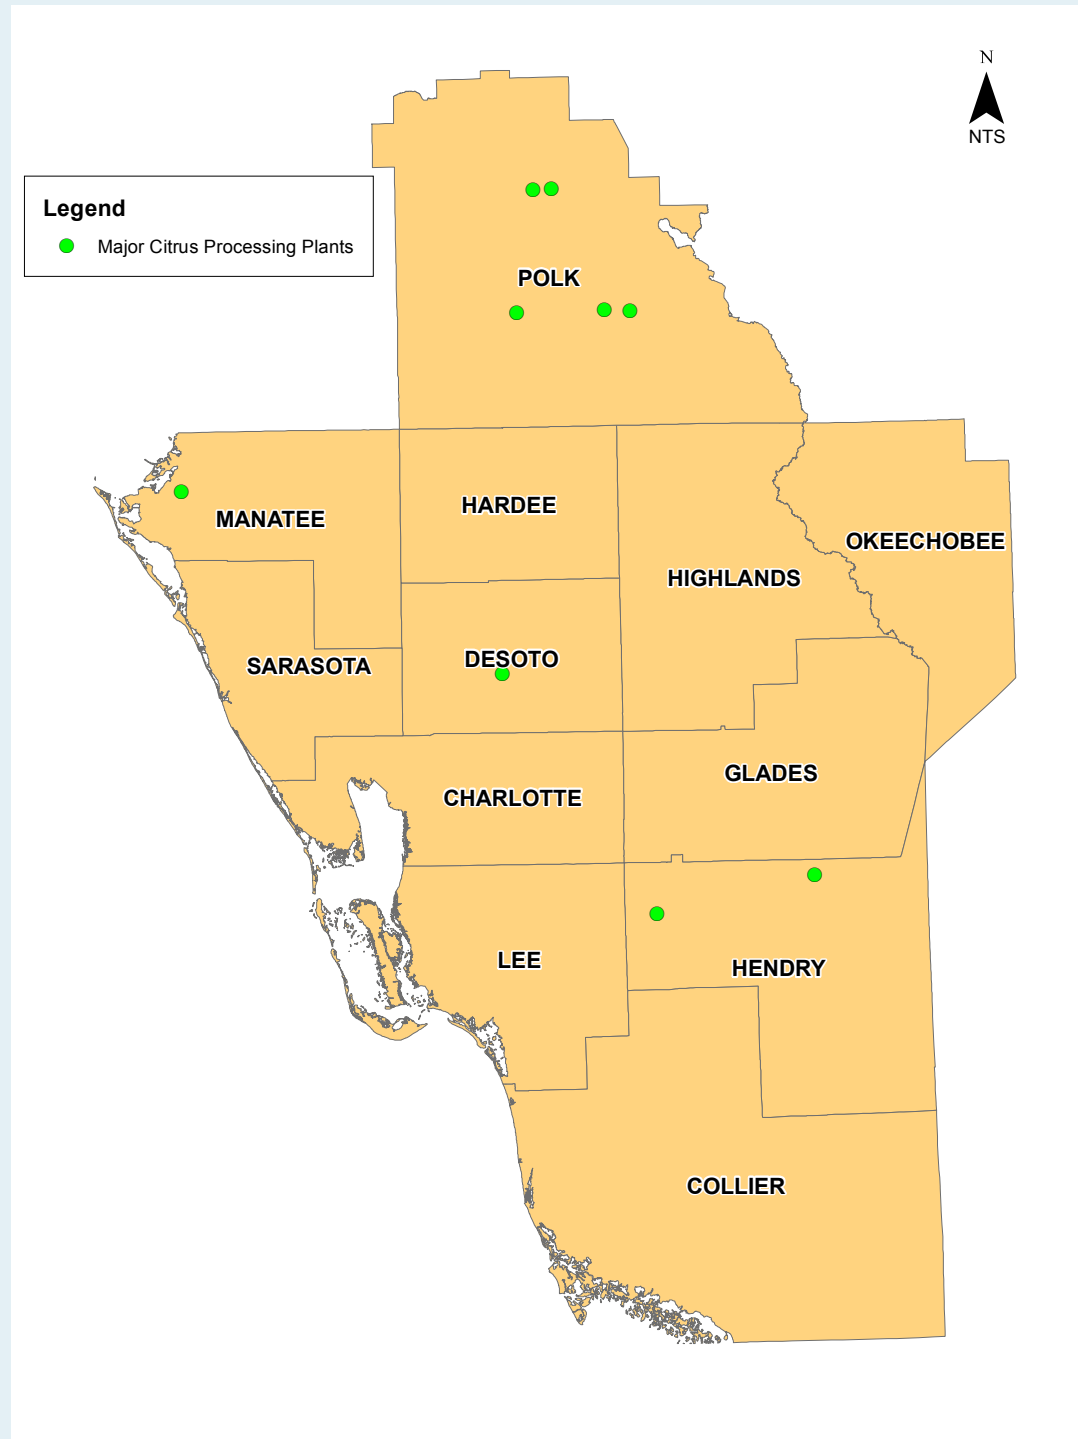 N
NTS
Legend
Major Citrus Processing Plants
POLK
MANATEE
HARDEE
OKEECHOBEE
HIGHLANDS
SARASOTA
DESOTO
GLADES
CHARLOTTE
LEE
HENDRY
COLLIER